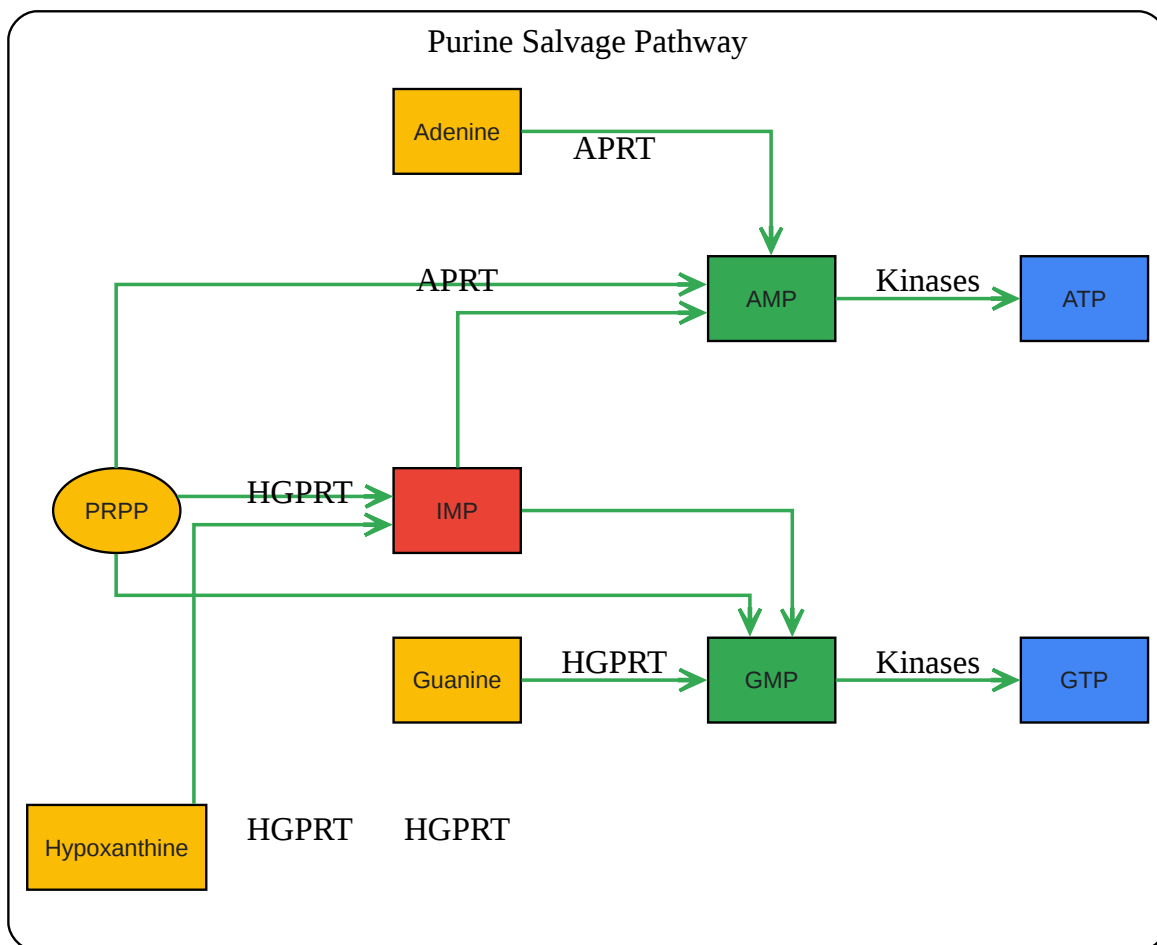 Purine Salvage Pathway
Adenine
APRT
APRT
AMP
Kinases
ATP
PRPP
HGPRT
IMP
Guanine
HGPRT
GMP
Kinases
GTP
Hypoxanthine
HGPRT
HGPRT